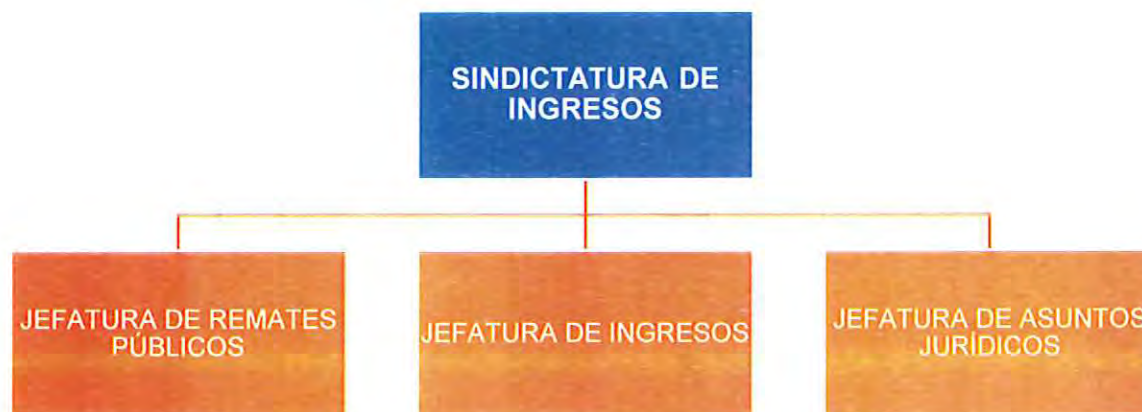 SINDICTATURA DE
INGRESOS
JEFATURA DE REMATES
PÚBLICOS
JEFATURA DE INGRESOS
JEFATURA DE ASUNTOS
JURÍDICOS